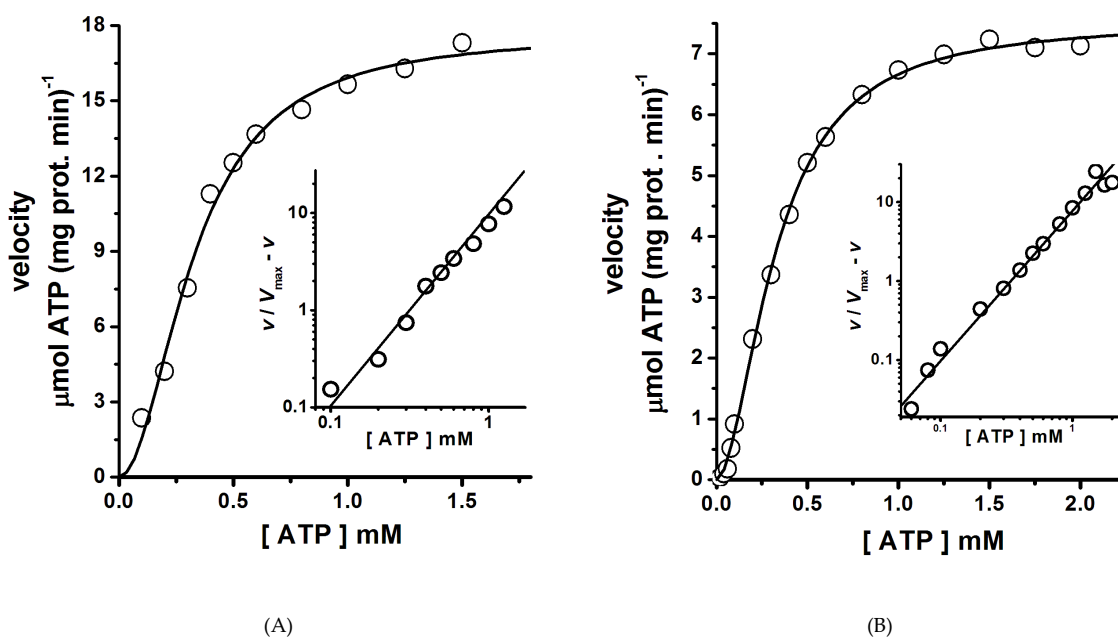 velocity
μmol ATP (mg prot. min)⁻¹
18
15
12
9
6
3
0
0.0 0.5 1.0 1.5
[ ATP ] mM
v / Vmax - v
10
1
0.1
0.1 1
[ ATP ] mM
(A)
velocity
μmol ATP (mg prot . min)⁻¹
7
6
5
4
3
2
1
0
0.0 0.5 1.0 1.5 2.0
[ ATP ] mM
v / Vmax - v
10
1
0.1
0.1 1
[ ATP ] mM
(B)